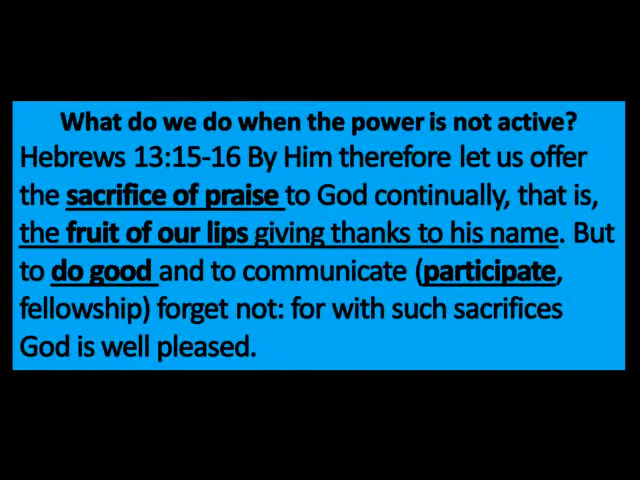 What do we do when the power is not active?
Hebrews 13:15-16 By Him therefore let us offer
the sacrifice of praise to God continually, that is,
the fruit of our lips giving thanks to his name. But
to do good and to communicate (participate,
fellowship) forget not: for with such sacrifices
God is well pleased.